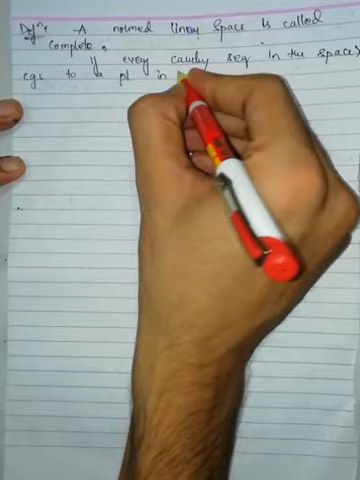 Defn :- A normed linear space is called
complete,
if every cauchy seq in the space X
cgs to a pt in